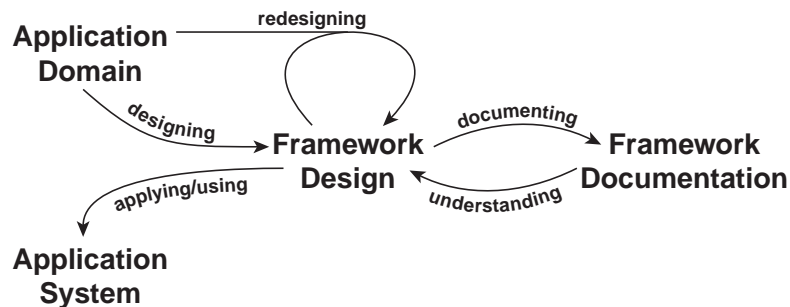 redesigning
Application
Domain
designing
Framework
Design
documenting
Framework
Documentation
understanding
applying/using
Application
System